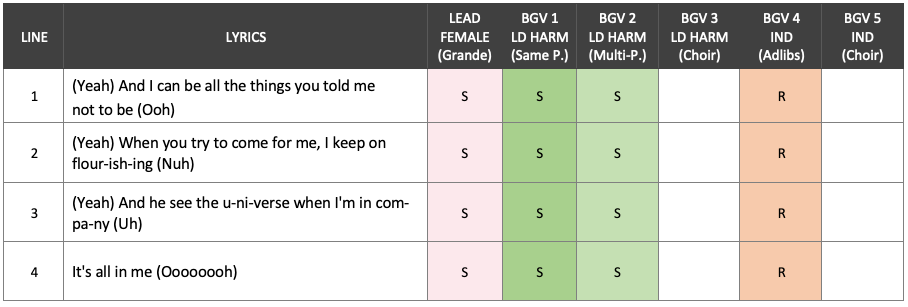 LINE LYRICS LEAD FEMALE (Grande) BGV 1 LD HARM (Same P.) BGV 2 LD HARM (Multi-P.) BGV 3 LD HARM (Choir) BGV 4 IND (Adlibs) BGV 5 IND (Choir)
1 (Yeah) And I can be all the things you told me
not to be (Ooh) S S S R
2 (Yeah) When you try to come for me, I keep on
flour-ish-ing (Nuh) S S S R
3 (Yeah) And he see the u-ni-verse when I'm in com-
pa-ny (Uh) S S S R
4 It's all in me (Oooooooh) S S S R